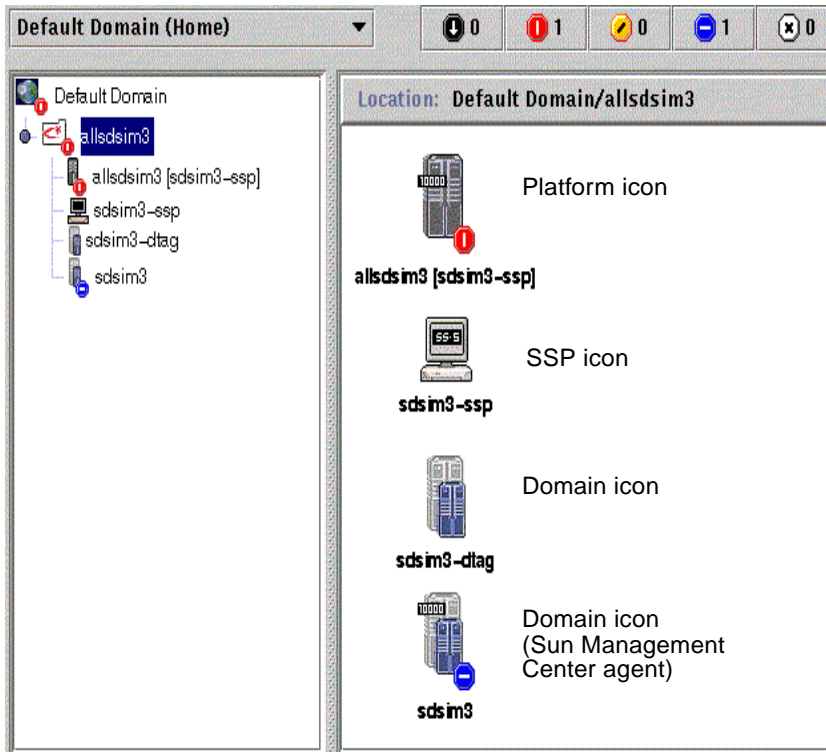 Default Domain (Home)
0
1
0
1
0
Default Domain
allsdsim3
allsdsim3 [sdsim3-ssp]
sdsim3-ssp
sdsim3-dtag
sdsim3
Location: Default Domain/allsdsim3
10000
Platform icon
allsdsim3 [sdsim3-ssp]
SS-5
SSP icon
sdsim3-ssp
Domain icon
sdsim3-dtag
10000
Domain icon
(Sun Management
Center agent)
sdsim3